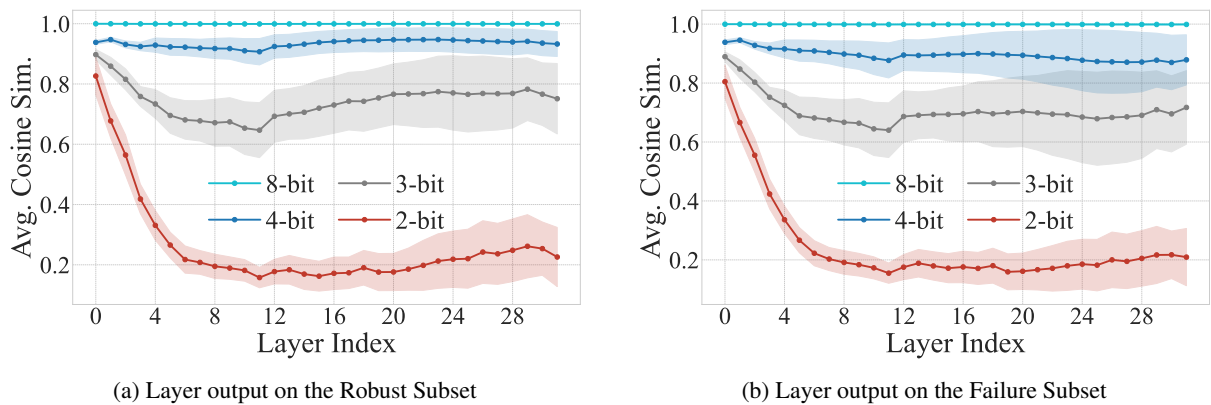 Avg. Cosine Sim.
1.0
0.8
0.6
0.4
0.2
8-bit
3-bit
4-bit
2-bit
0 4 8 12 16 20 24 28
Layer Index
(a) Layer output on the Robust Subset
Avg. Cosine Sim.
1.0
0.8
0.6
0.4
0.2
8-bit
3-bit
4-bit
2-bit
0 4 8 12 16 20 24 28
Layer Index
(b) Layer output on the Failure Subset